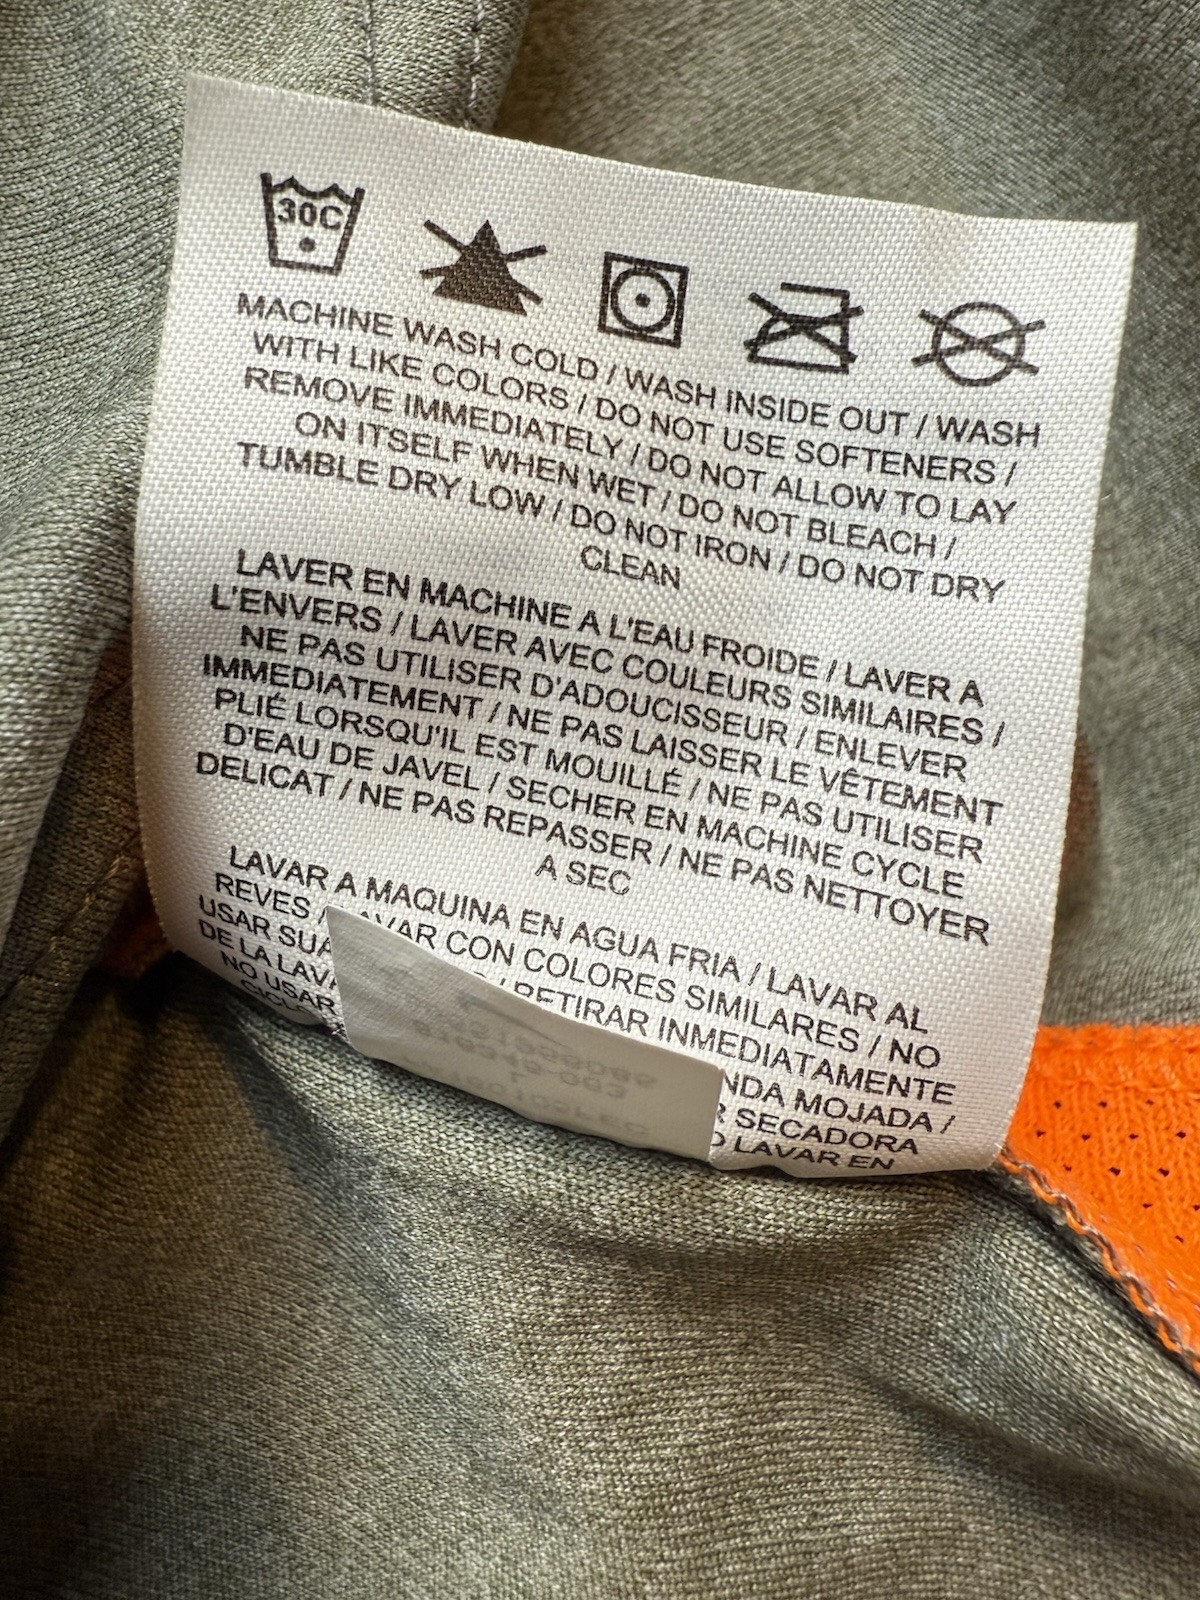 30C
MACHINE WASH COLD / WASH INSIDE OUT / WASH
WITH LIKE COLORS / DO NOT USE SOFTENERS /
REMOVE IMMEDIATELY / DO NOT ALLOW TO LAY
ON ITSELF WHEN WET / DO NOT BLEACH /
TUMBLE DRY LOW / DO NOT IRON / DO NOT DRY
CLEAN
LAVER EN MACHINE A L'EAU FROIDE / LAVER A
L'ENVERS / LAVER AVEC COULEURS SIMILAIRES /
NE PAS UTILISER D'ADOUCISSEUR / ENLEVER
IMMEDIATEMENT / NE PAS LAISSER LE VÊTEMENT
PLIÉ LORSQU'IL EST MOUILLÉ / NE PAS UTILISER
D'EAU DE JAVEL / SECHER EN MACHINE CYCLE
DELICAT / NE PAS REPASSER / NE PAS NETTOYER
A SEC
LAVAR A MAQUINA EN AGUA FRIA / LAVAR AL
REVES / LAVAR CON COLORES SIMILARES / NO
USAR / RETIRAR INMEDIATAMENTE
DE LA MOJADA /
NO USAR SECADORA
LAVAR EN